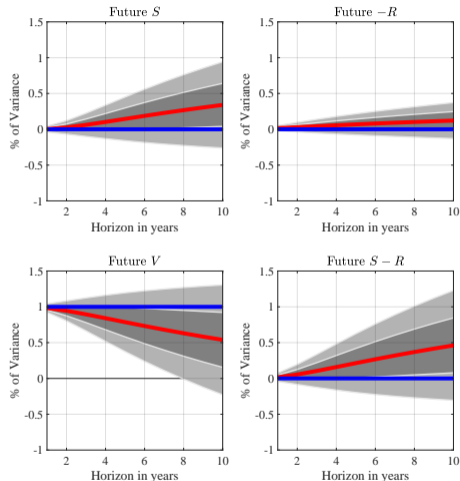 Future S
Future −R
1.5
1
0.5
0
-0.5
-1
% of Variance
2 4 6 8 10
Horizon in years
1.5
1
0.5
0
-0.5
-1
% of Variance
2 4 6 8 10
Horizon in years
Future V
Future S − R
1.5
1
0.5
0
-0.5
-1
% of Variance
2 4 6 8 10
Horizon in years
1.5
1
0.5
0
-0.5
-1
% of Variance
2 4 6 8 10
Horizon in years